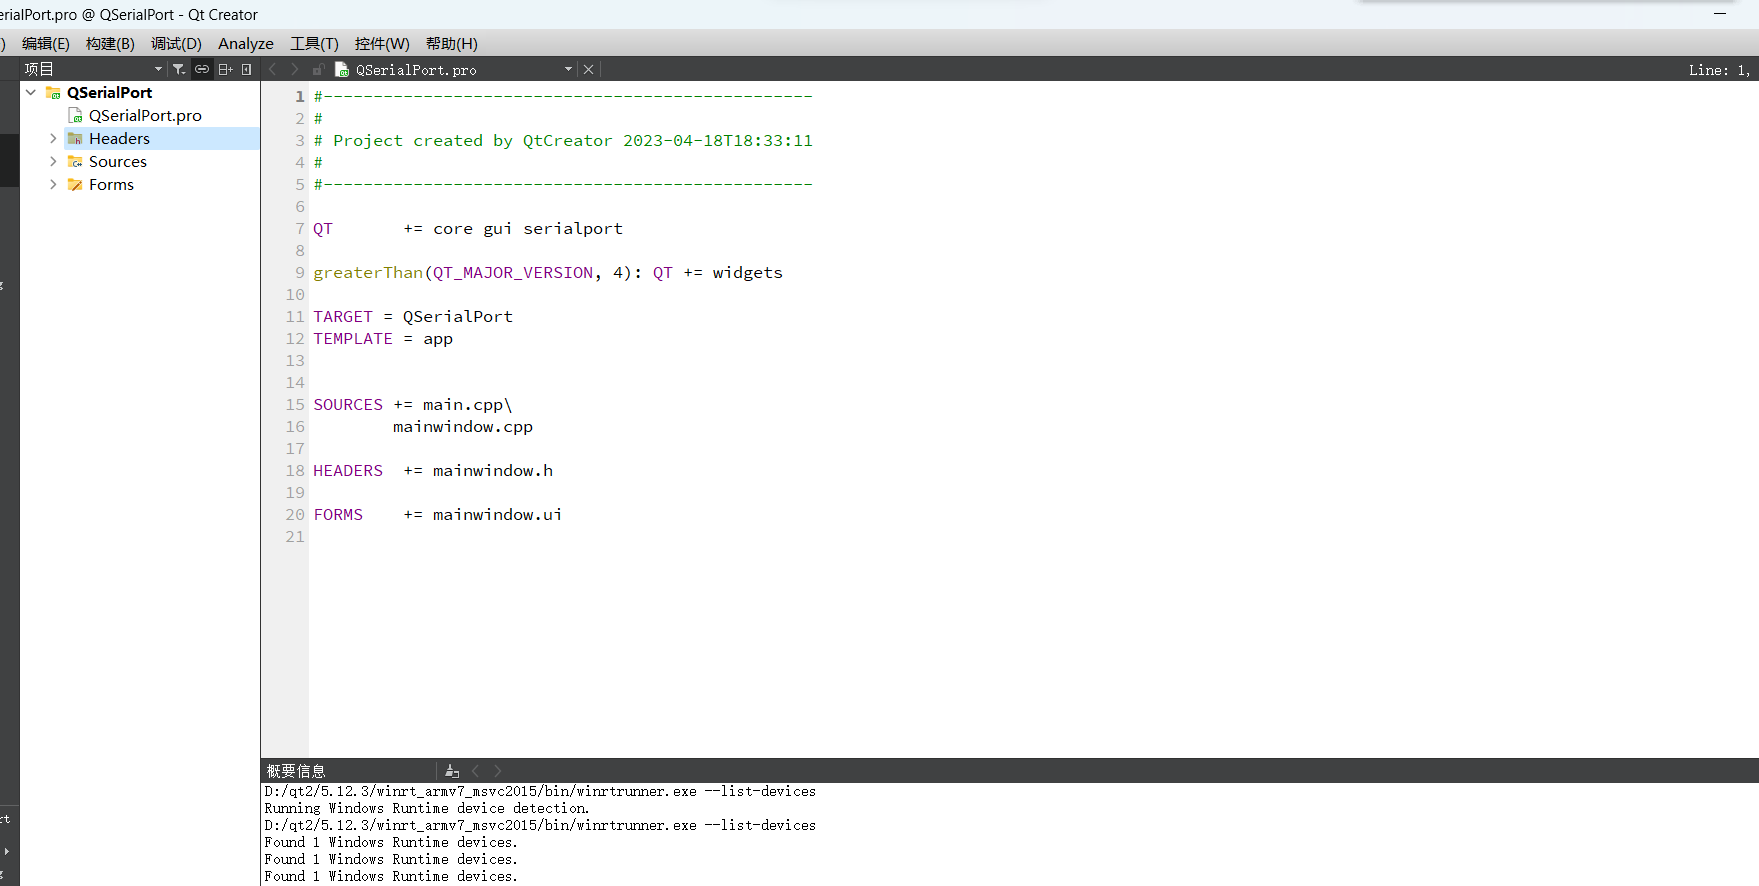 erialPort.pro @ QSerialPort - Qt Creator
) 编辑(E) 构建(B) 调试(D) Analyze 工具(T) 控件(W) 帮助(H)
项目
QSerialPort.pro
Line: 1,
QSerialPort
QSerialPort.pro
Headers
Sources
Forms
1 #-------------------------------------------------
2 #
3 # Project created by QtCreator 2023-04-18T18:33:11
4 #
5 #-------------------------------------------------
6
7 QT       += core gui serialport
8
9 greaterThan(QT_MAJOR_VERSION, 4): QT += widgets
10
11 TARGET = QSerialPort
12 TEMPLATE = app
13
14
15 SOURCES += main.cpp\
16         mainwindow.cpp
17
18 HEADERS  += mainwindow.h
19
20 FORMS    += mainwindow.ui
21
概要信息
D:/qt2/5.12.3/winrt_armv7_msvc2015/bin/winrtrunner.exe --list-devices
Running Windows Runtime device detection.
D:/qt2/5.12.3/winrt_armv7_msvc2015/bin/winrtrunner.exe --list-devices
Found 1 Windows Runtime devices.
Found 1 Windows Runtime devices.
Found 1 Windows Runtime devices.
rt